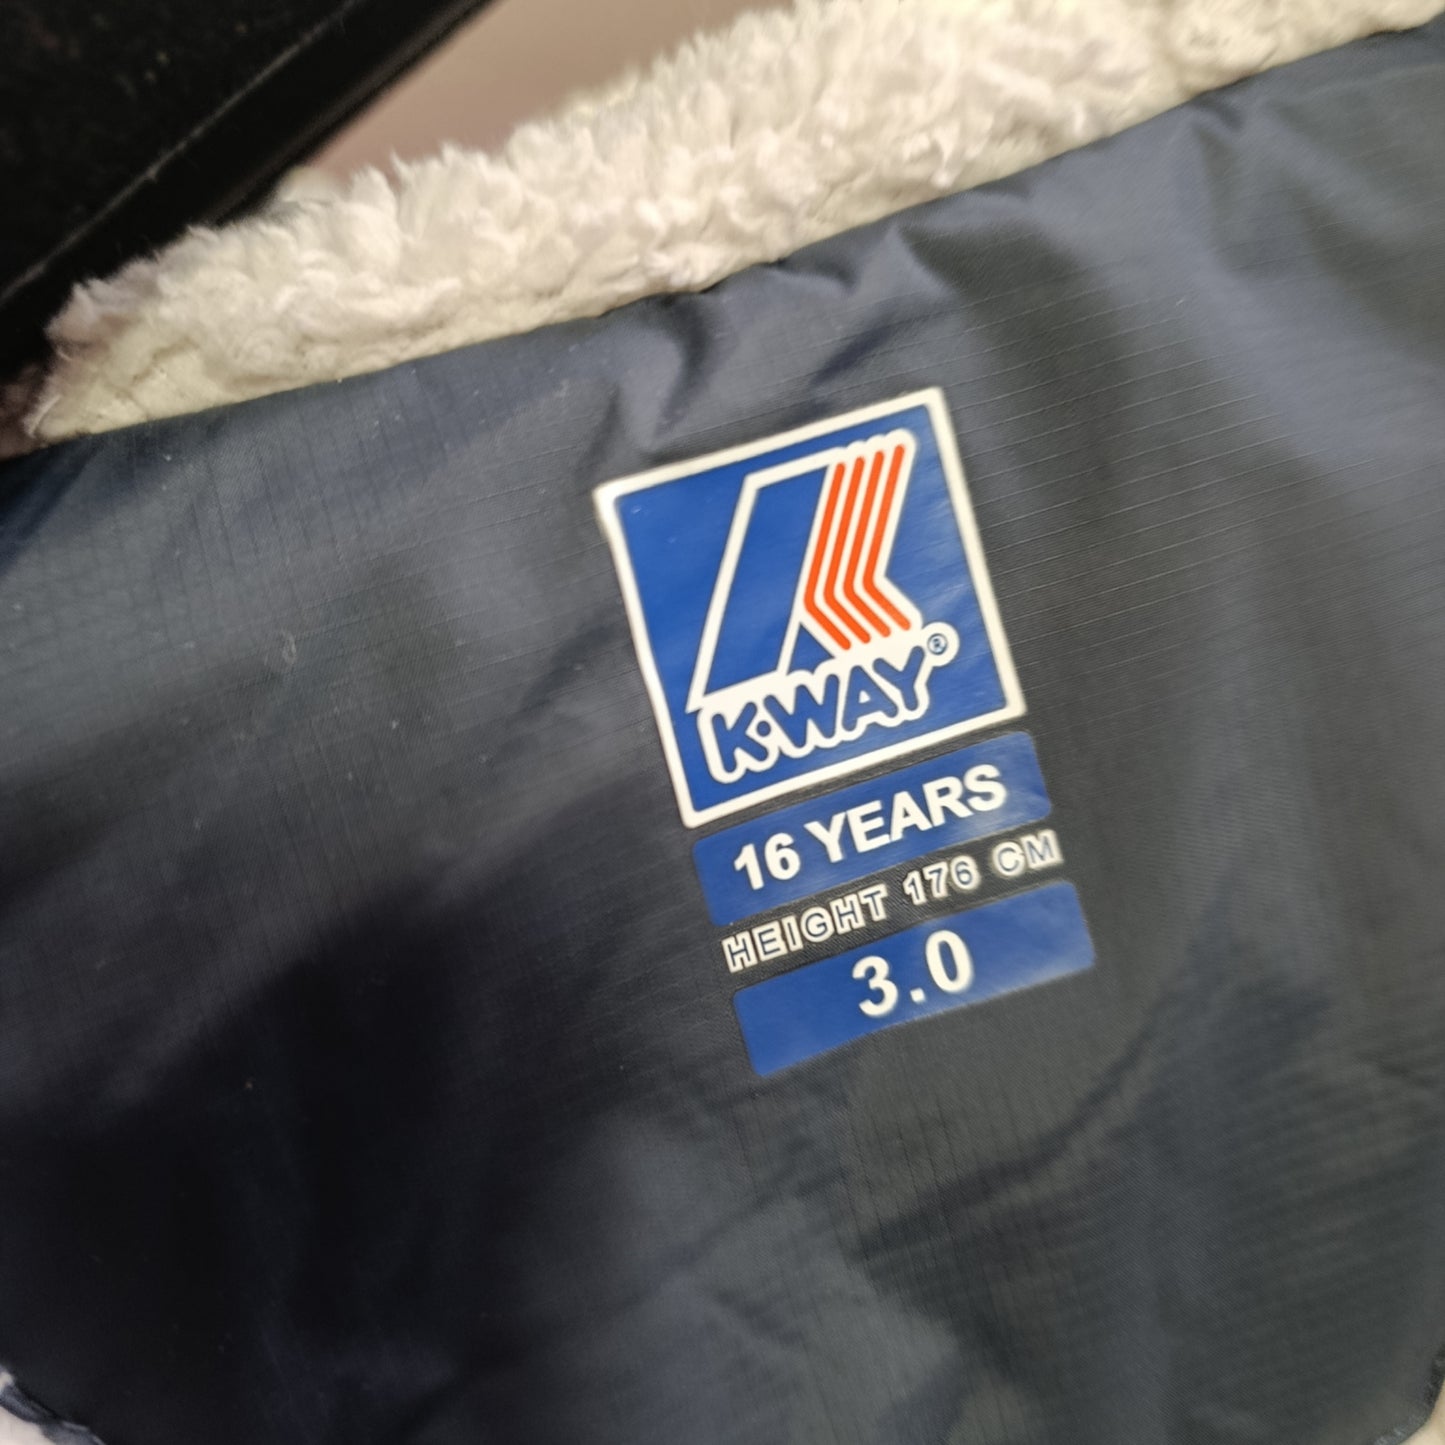 K·WAY®
16 YEARS
HEIGHT 176 CM
3.0